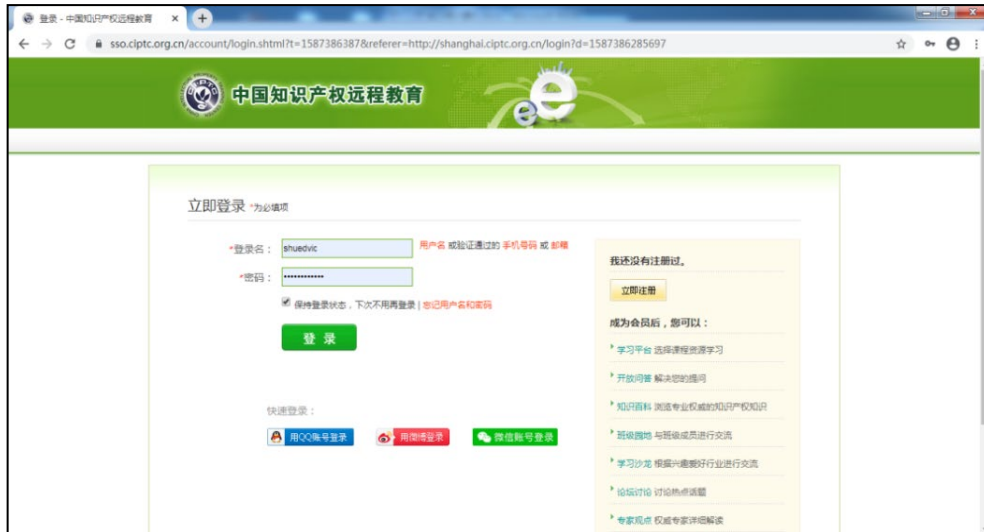 登录 - 中国知识产权远程教育
sso.ciptc.org.cn/account/login.shtml?t=1587386387&referer=http://shanghai.ciptc.org.cn/login?d=1587386285697
中国知识产权远程教育
立即登录 *为必填项
*登录名： shuedvic 用户名 或验证通过的 手机号码 或 邮箱
*密码： ••••••••••••
保持登录状态，下次不用再登录 | 忘记用户名和密码
登 录
快速登录：
用QQ账号登录 用微博登录 微信账号登录
我还没有注册过。
立即注册
成为会员后，您可以：
学习平台 选择课程资源学习
开放问答 解决您的提问
知识百科 浏览专业权威的知识产权知识
班级园地 与班级成员进行交流
学习沙龙 根据兴趣爱好行业进行交流
论坛讨论 讨论热点话题
专家观点 权威专家详细解读